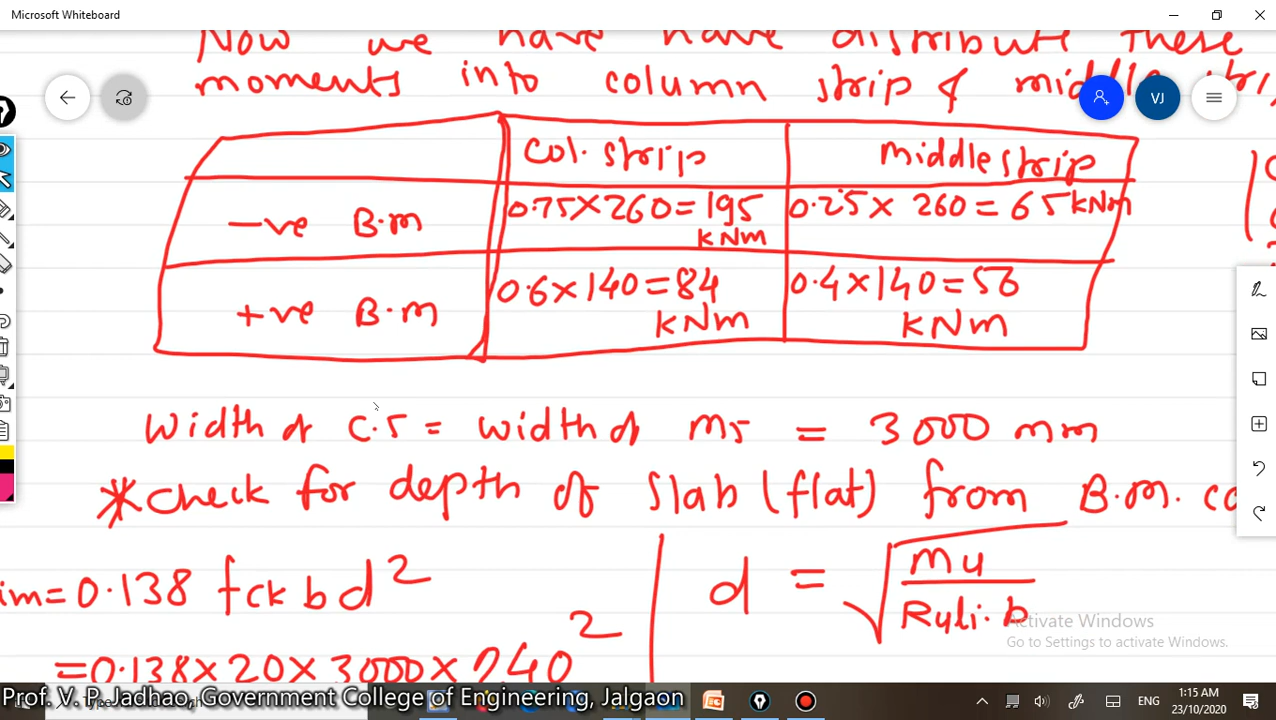 Microsoft Whiteboard
Now we have have distribute these
moments into column strip & middle
VJ
Col. strip middle strip
-ve B.m 0.75×260=195 kNm 0.25× 260 = 65 kNm
+ve B.m 0.6×140=84 kNm 0.4×140=56 kNm
width of c.s = width of ms = 3000 mm
*check for depth of slab (flat) from B.m.
= 0.138 fck b d²
d = √Mu/Ruli.b
=0.138×20×3000×240²
Activate Windows
Go to Settings to activate Windows.
Prof. V. P.Jadhao, Government College of Engineering, Jalgaon
ENG
1:15 AM
23/10/2020